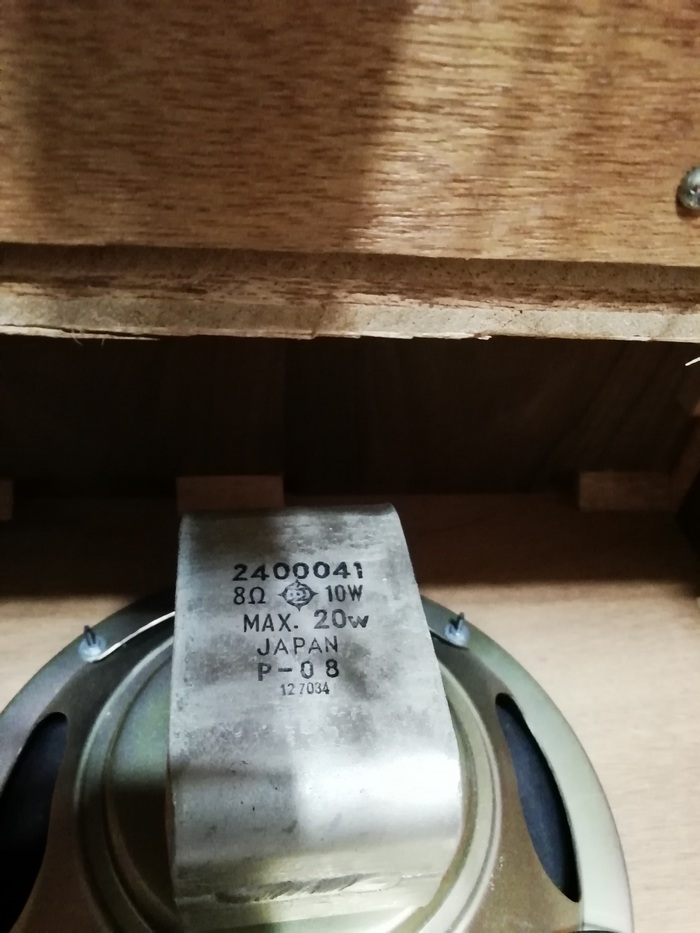 2400041
8Ω 10W
MAX. 20W
JAPAN
P-08
127034